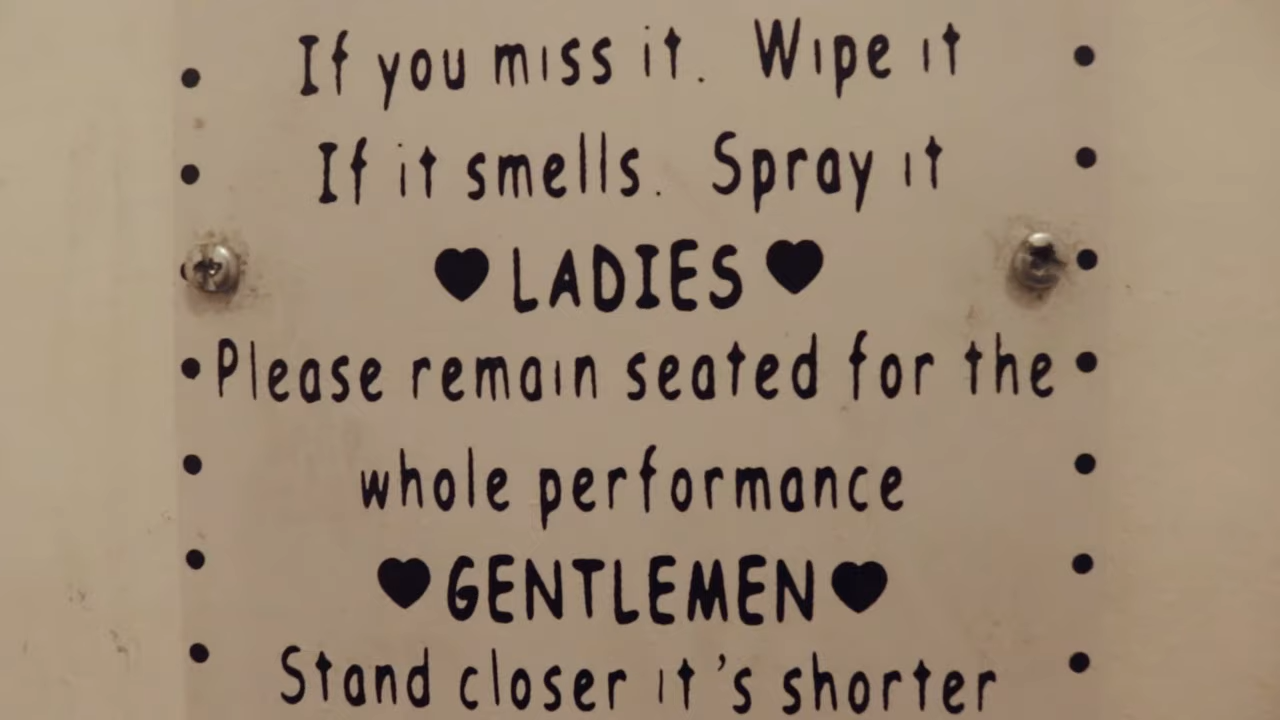 If you miss it. Wipe it
If it smells. Spray it
♥ LADIES ♥
Please remain seated for the
whole performance
♥ GENTLEMEN ♥
Stand closer it's shorter